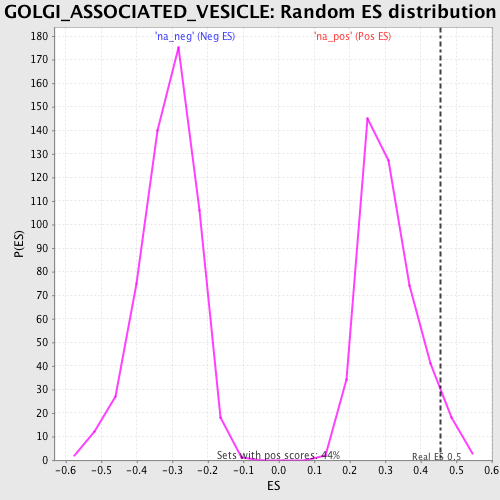 GOLGI_ASSOCIATED_VESICLE: Random ES distribution
'na_neg' (Neg ES)
'na_pos' (Pos ES)
P(ES)
180
170
160
150
140
130
120
110
100
90
80
70
60
50
40
30
20
10
0
Sets with pos scores: 44%
Real ES 0.5
-0.6 -0.5 -0.4 -0.3 -0.2 -0.1 0.0 0.1 0.2 0.3 0.4 0.5 0.6
ES